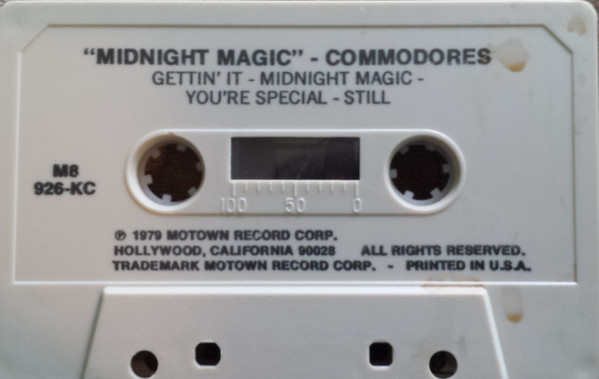 "MIDNIGHT MAGIC" - COMMODORES
GETTIN' IT - MIDNIGHT MAGIC -
YOU'RE SPECIAL - STILL
M8
926-KC
100 50 0
℗ 1979 MOTOWN RECORD CORP.
HOLLYWOOD, CALIFORNIA 90028 ALL RIGHTS RESERVED.
TRADEMARK MOTOWN RECORD CORP. - PRINTED IN U.S.A.